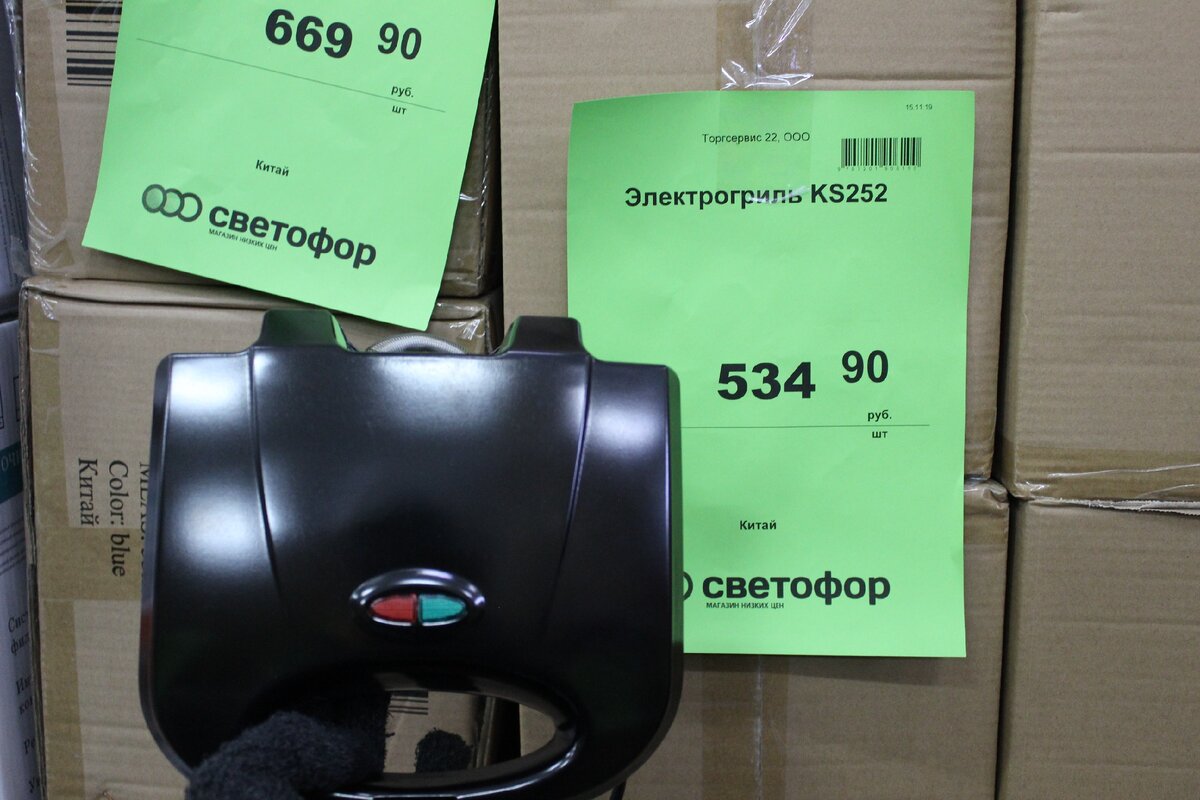 669 90
руб.
шт
Китай
светофор
МАГАЗИН НИЗКИХ ЦЕН
15.11.19
Торгсервис 22, ООО
Электрогриль KS252
534 90
руб.
шт
Китай
светофор
МАГАЗИН НИЗКИХ ЦЕН
Color: blue
Китай